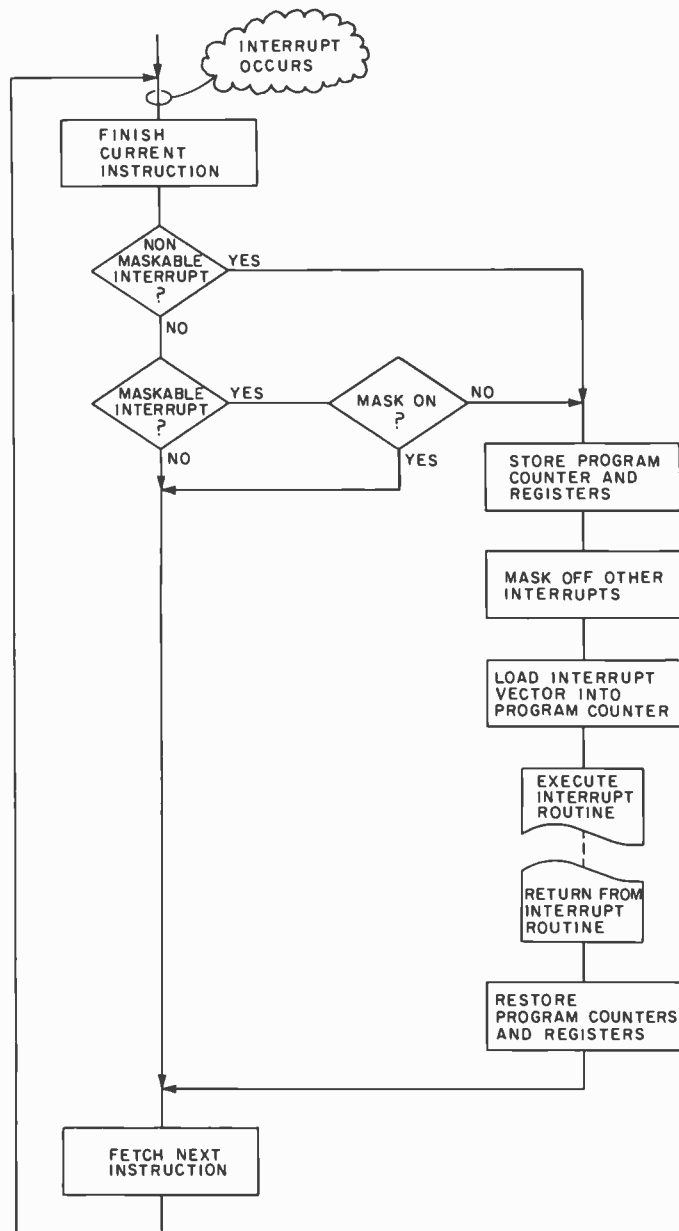 INTERRUPT
OCCURS
FINISH
CURRENT
INSTRUCTION
NON
MASKABLE
INTERRUPT
?
YES
NO
MASKABLE
INTERRUPT
?
YES
NO
MASK ON
?
NO
YES
STORE PROGRAM
COUNTER AND
REGISTERS
MASK OFF OTHER
INTERRUPTS
LOAD INTERRUPT
VECTOR INTO
PROGRAM COUNTER
EXECUTE
INTERRUPT
ROUTINE
RETURN FROM
INTERRUPT
ROUTINE
RESTORE
PROGRAM COUNTERS
AND REGISTERS
FETCH NEXT
INSTRUCTION